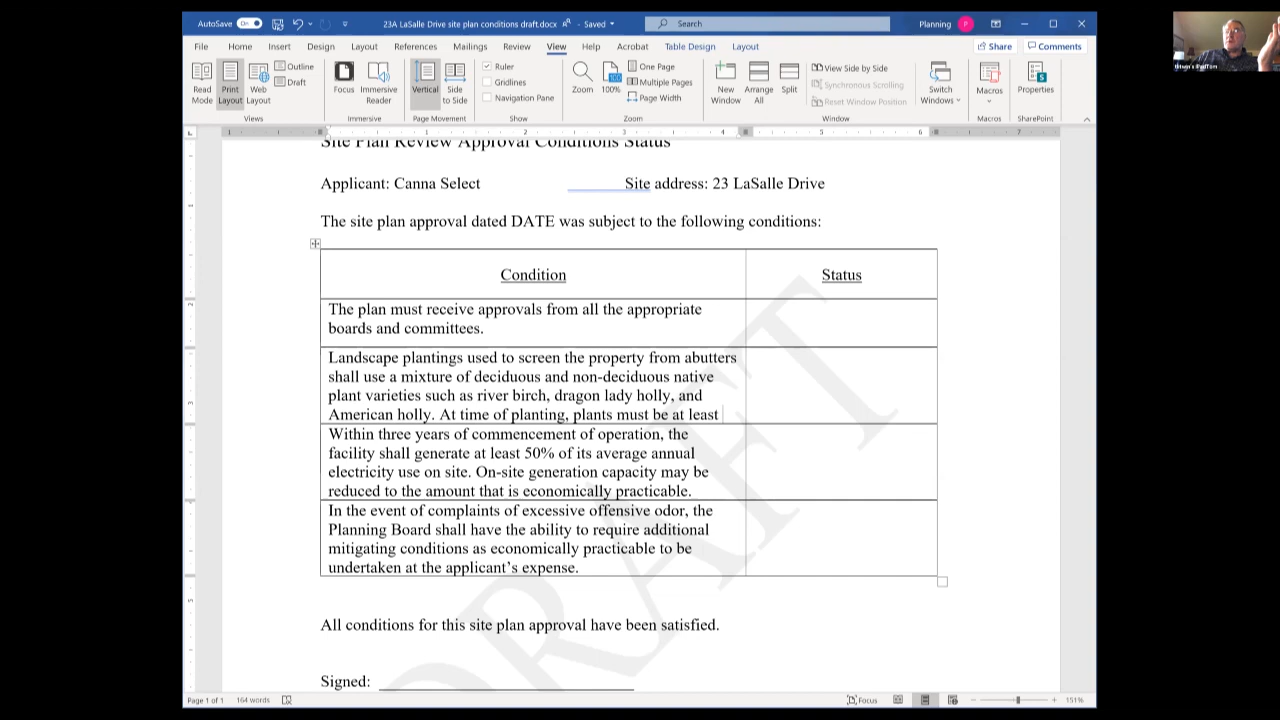 AutoSave On 23A LaSalle Drive site plan conditions draft.docx - Saved Search Planning P
File Home Insert Design Layout References Mailings Review View Help Acrobat Table Design Layout Share Comments
Read Mode Print Layout Web Layout Outline Draft Focus Immersive Reader Vertical Side to Side Ruler Gridlines Navigation Pane Zoom 100% One Page Multiple Pages Page Width New Window Arrange All Split View Side by Side Synchronous Scrolling Reset Window Position Switch Windows Macros Properties
Views Immersive Page Movement Show Zoom Window Macros SharePoint
Site Plan Review Approval Conditions Status
Applicant: Canna Select Site address: 23 LaSalle Drive
The site plan approval dated DATE was subject to the following conditions:
Condition Status
The plan must receive approvals from all the appropriate
boards and committees.
Landscape plantings used to screen the property from abutters
shall use a mixture of deciduous and non-deciduous native
plant varieties such as river birch, dragon lady holly, and
American holly. At time of planting, plants must be at least
Within three years of commencement of operation, the
facility shall generate at least 50% of its average annual
electricity use on site. On-site generation capacity may be
reduced to the amount that is economically practicable.
In the event of complaints of excessive offensive odor, the
Planning Board shall have the ability to require additional
mitigating conditions as economically practicable to be
undertaken at the applicant's expense.
All conditions for this site plan approval have been satisfied.
Signed:
DRAFT
Page 1 of 1 164 words Focus 151%